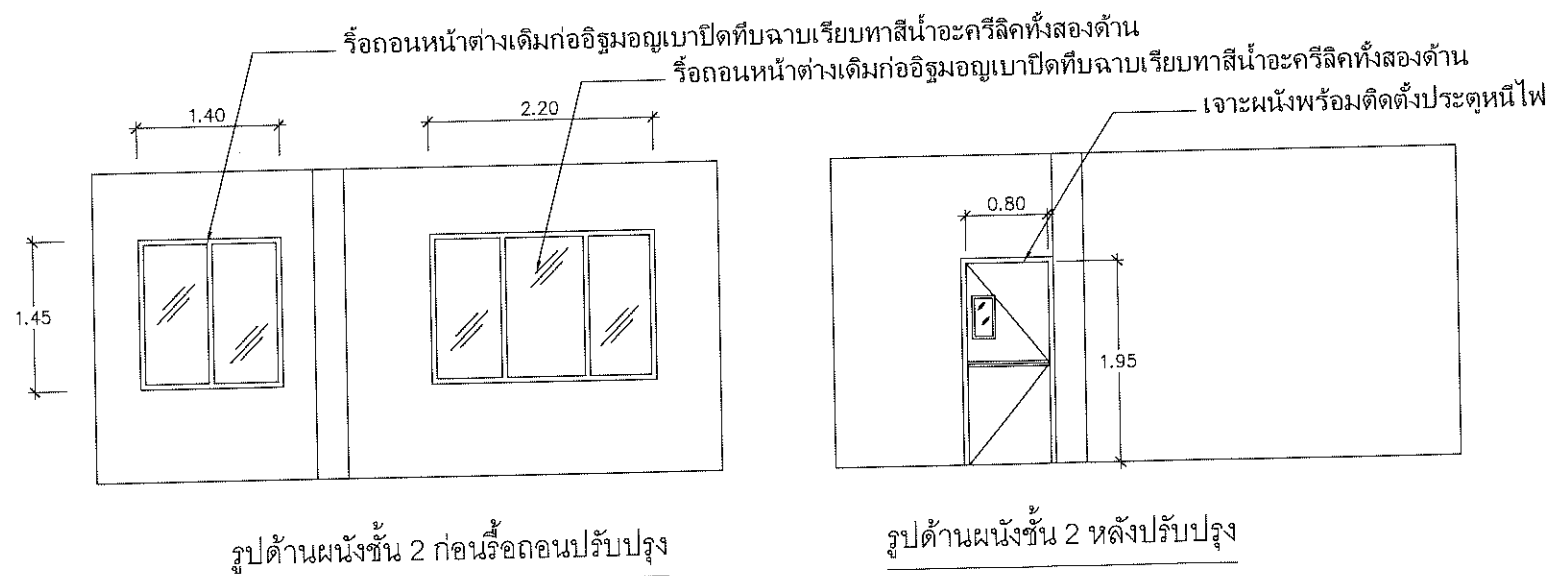 รื้อถอนหน้าต่างเดิมก่ออิฐมอญเบาปิดทึบฉาบเรียบทาสีน้ำอะครีลิคทั้งสองด้าน
รื้อถอนหน้าต่างเดิมก่ออิฐมอญเบาปิดทึบฉาบเรียบทาสีน้ำอะครีลิคทั้งสองด้าน
เจาะผนังพร้อมติดตั้งประตูหนีไฟ
1.40
2.20
0.80
1.45
1.95
รูปด้านผนังชั้น 2 ก่อนรื้อถอนปรับปรุง
รูปด้านผนังชั้น 2 หลังปรับปรุง